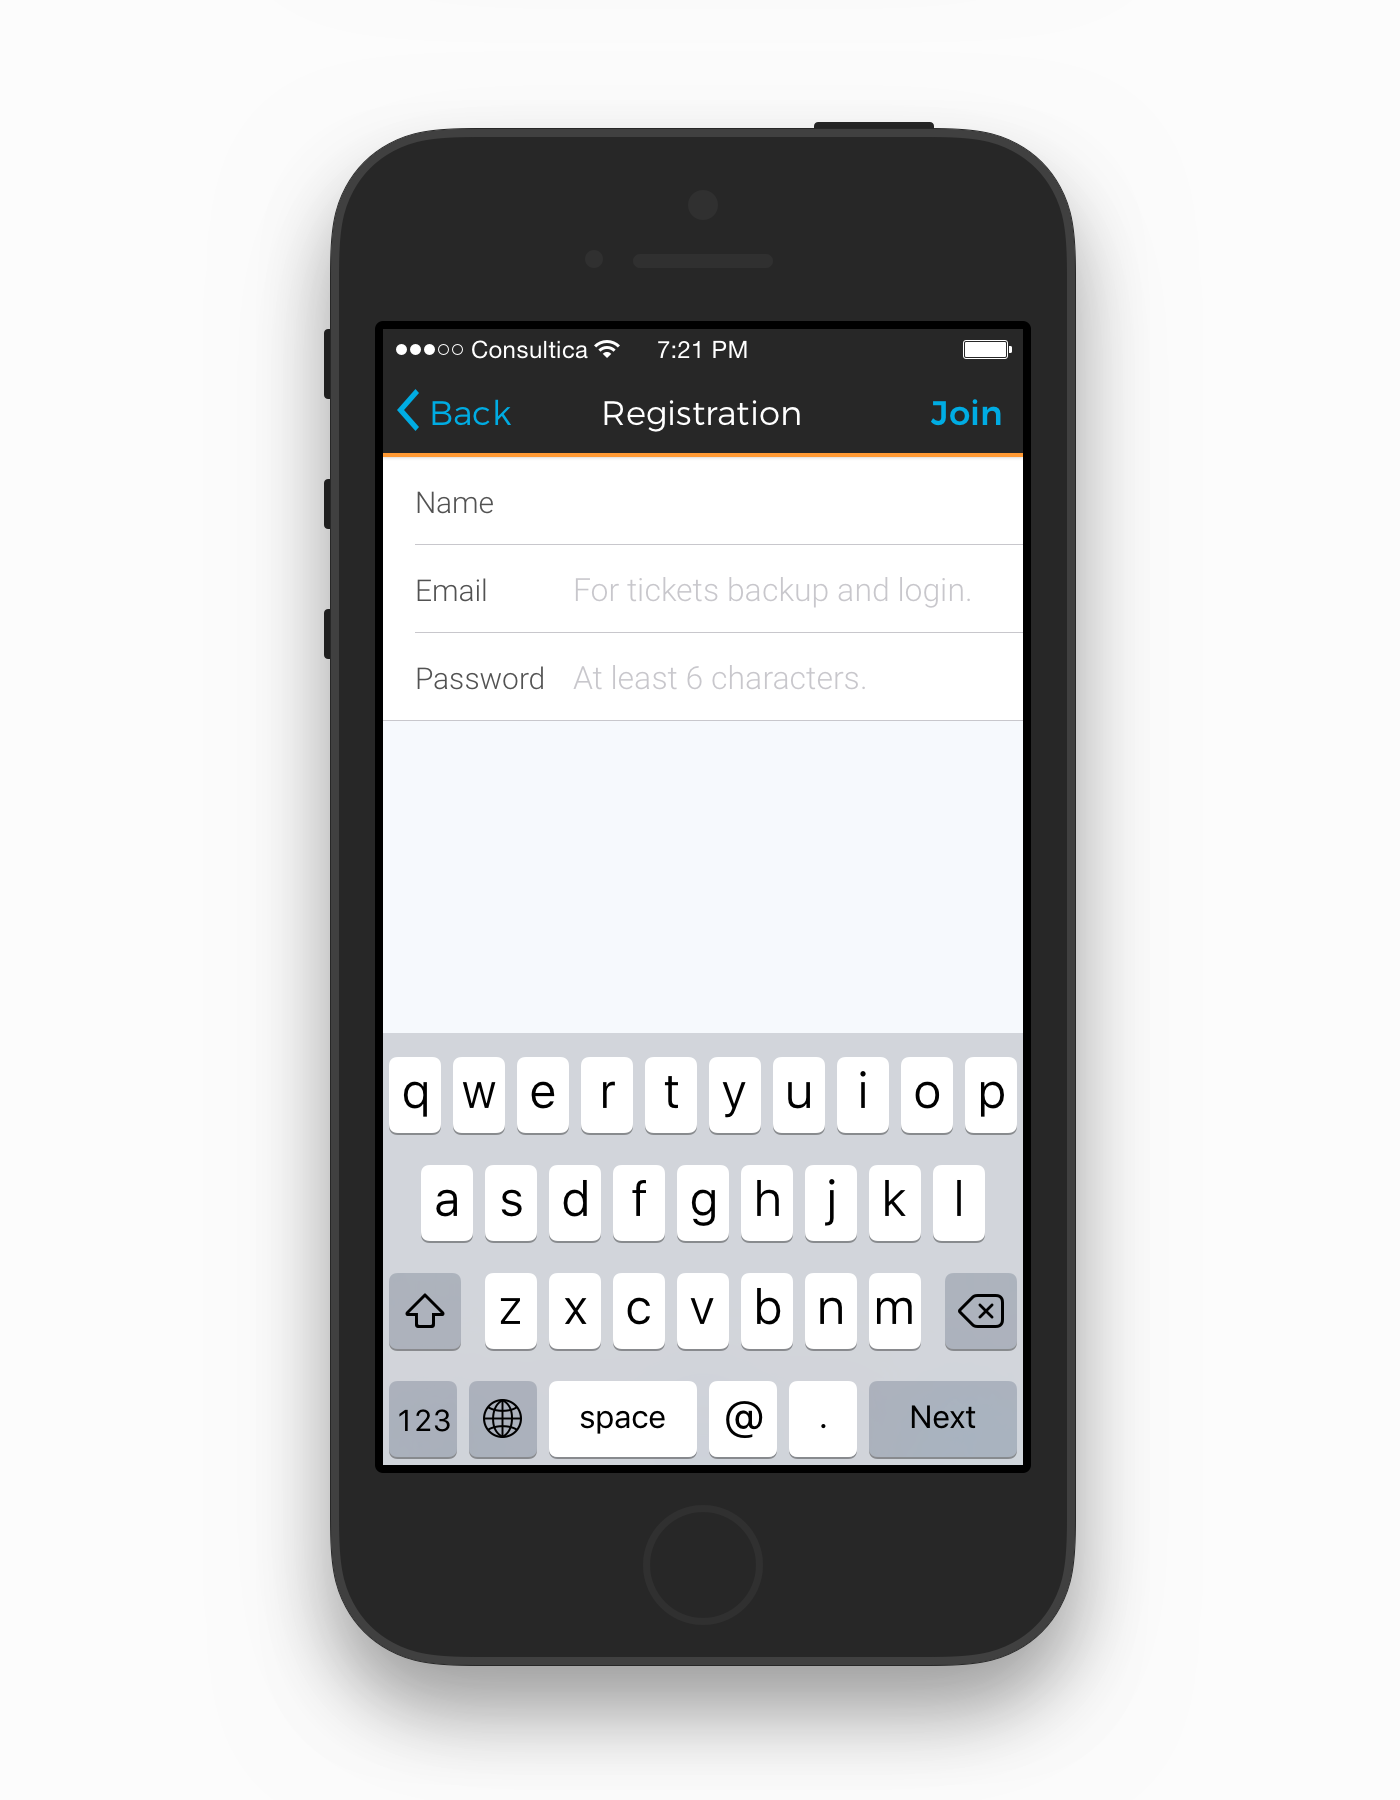 Consultica 7:21 PM
Back Registration Join
Name
Email For tickets backup and login.
Password At least 6 characters.
q w e r t y u i o p
a s d f g h j k l
z x c v b n m
123 space @ . Next